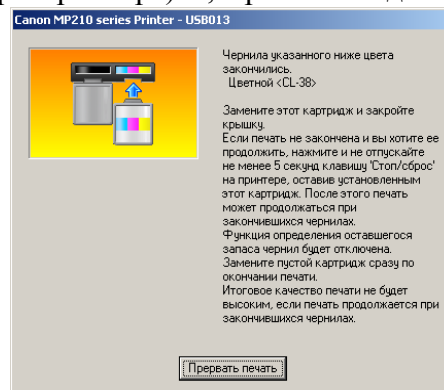 Canon MP210 series Printer - USB013
Чернила указанного ниже цвета
закончились.
Цветной <CL-38>
Замените этот картридж и закройте
крышку.
Если печать не закончена и вы хотите ее
продолжить, нажмите и не отпускайте
не менее 5 секунд клавишу 'Стоп/сброс'
на принтере, оставив установленным
этот картридж. После этого печать
может продолжаться при
закончившихся чернилах.
Функция определения оставшегося
запаса чернил будет отключена.
Замените пустой картридж сразу по
окончании печати.
Итоговое качество печати не будет
высоким, если печать продолжается при
закончившихся чернилах.
Прервать печать